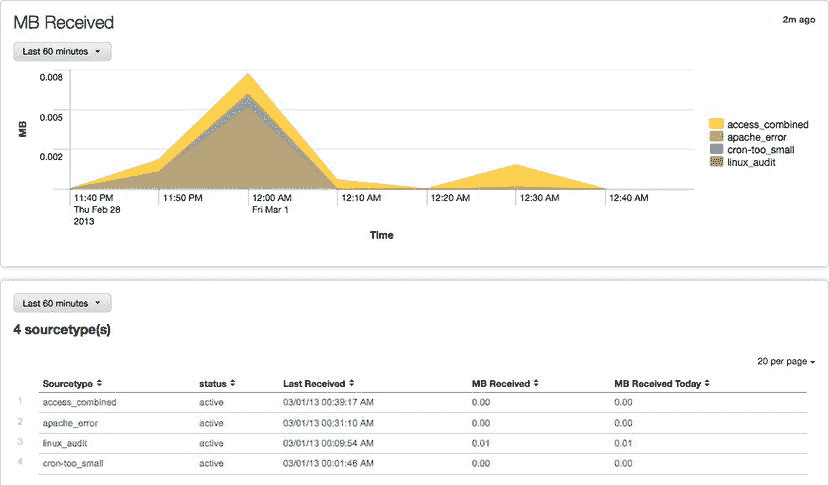 MB Received
2m ago
Last 60 minutes
0.008
0.005
0.002
MB
access_combined
apache_error
cron-too_small
linux_audit
11:40 PM 11:50 PM 12:00 AM 12:10 AM 12:20 AM 12:30 AM 12:40 AM
Thu Feb 28 Fri Mar 1
2013
Time
Last 60 minutes
4 sourcetype(s)
20 per page
Sourcetype status Last Received MB Received MB Received Today
1 access_combined active 03/01/13 00:39:17 AM 0.00 0.00
2 apache_error active 03/01/13 00:31:10 AM 0.00 0.00
3 linux_audit active 03/01/13 00:09:54 AM 0.01 0.01
4 cron-too_small active 03/01/13 00:01:46 AM 0.00 0.00